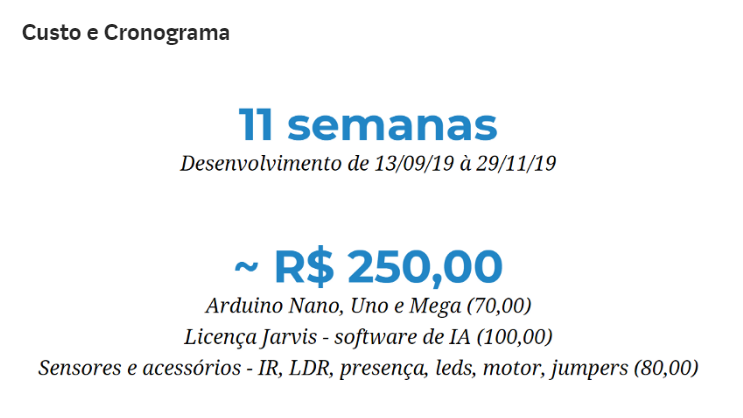 Custo e Cronograma
11 semanas
Desenvolvimento de 13/09/19 à 29/11/19
~ R$ 250,00
Arduino Nano, Uno e Mega (70,00)
Licença Jarvis - software de IA (100,00)
Sensores e acessórios - IR, LDR, presença, leds, motor, jumpers (80,00)